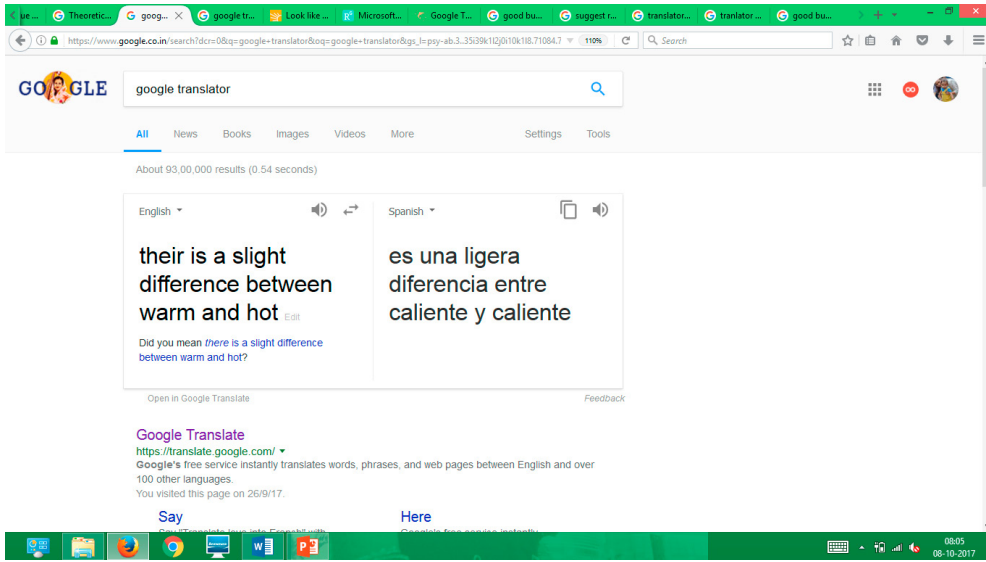 ue ... Theoretic... goog... google tr... Look like ... Microsoft... Google T... good bu... suggest r... translator... tranlator ... good bu...
https://www.google.co.in/search?dcr=0&q=google+translator&oq=google+translator&gs_l=psy-ab.3..35i39k1l2j0i10k1l8.71084.7 110% Search
GOOGLE google translator
All News Books Images Videos More Settings Tools
About 93,00,000 results (0.54 seconds)
English Spanish
their is a slight
difference between
warm and hot Edit
Did you mean there is a slight difference
between warm and hot?
es una ligera
diferencia entre
caliente y caliente
Open in Google Translate Feedback
Google Translate
https://translate.google.com/
Google's free service instantly translates words, phrases, and web pages between English and over
100 other languages.
You visited this page on 26/9/17.
Say Here
08:05
08-10-2017